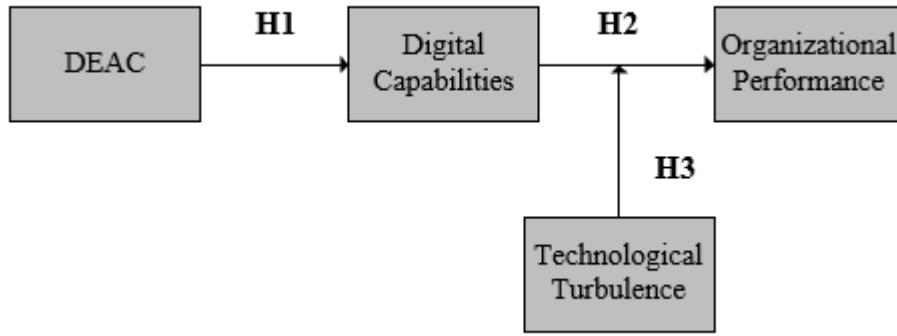 H1
H2
DEAC
Digital
Capabilities
Organizational
Performance
H3
Technological
Turbulence